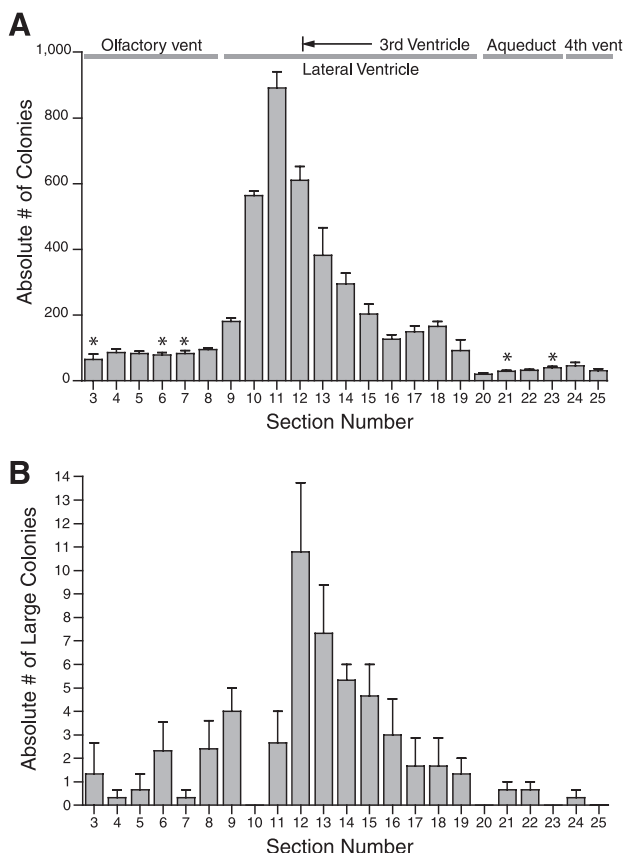 A
Olfactory vent
3rd Ventricle
Aqueduct
4th vent
Lateral Ventricle
1,000
800
600
400
200
0
Absolute # of Colonies
* * * * *
3 4 5 6 7 8 9 10 11 12 13 14 15 16 17 18 19 20 21 22 23 24 25
Section Number
B
14
13
12
11
10
9
8
7
6
5
4
3
2
1
0
Absolute # of Large Colonies
3 4 5 6 7 8 9 10 11 12 13 14 15 16 17 18 19 20 21 22 23 24 25
Section Number